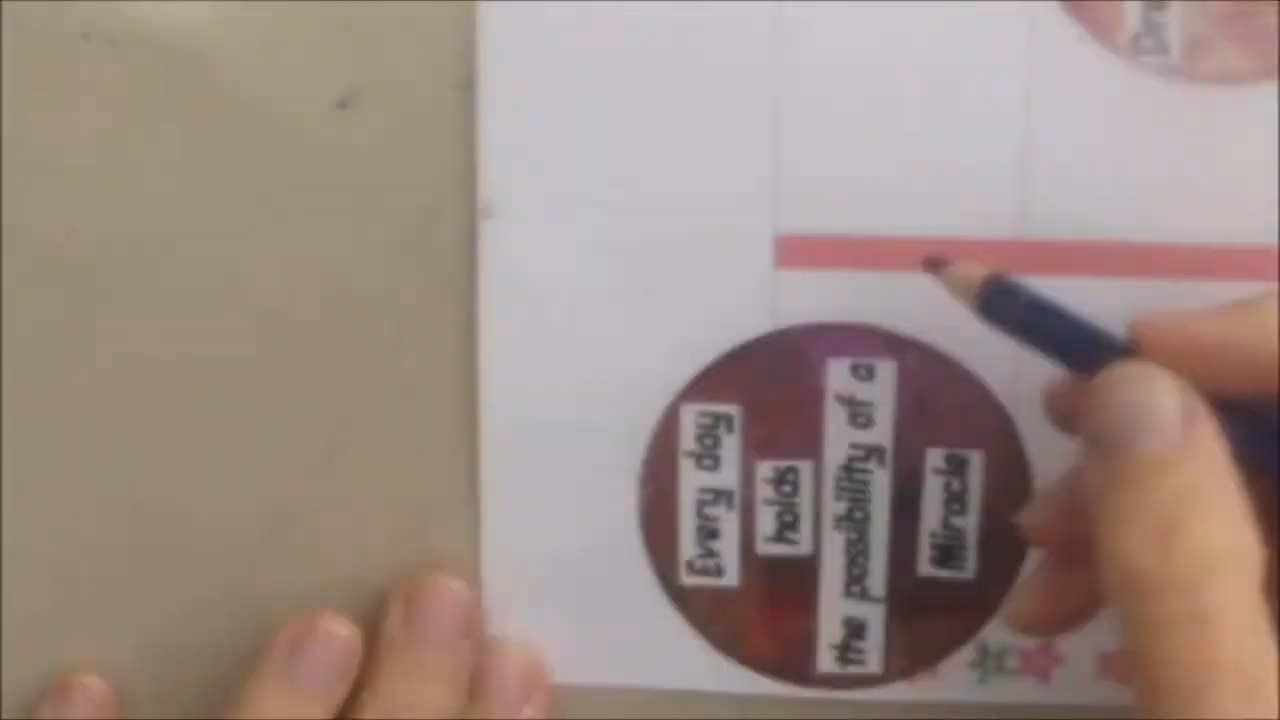 Every day
holds
the possibility of a
Miracle